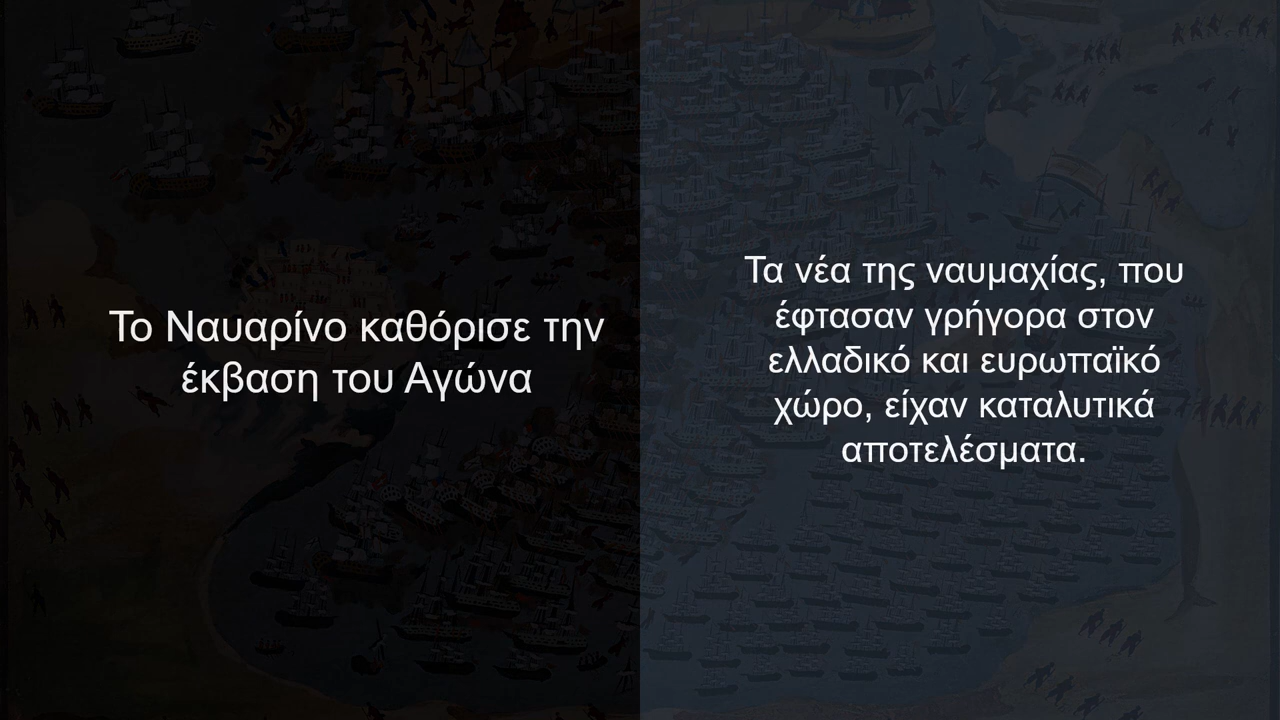 Το Ναυαρίνο καθόρισε την
έκβαση του Αγώνα
Τα νέα της ναυμαχίας, που
έφτασαν γρήγορα στον
ελλαδικό και ευρωπαϊκό
χώρο, είχαν καταλυτικά
αποτελέσματα.